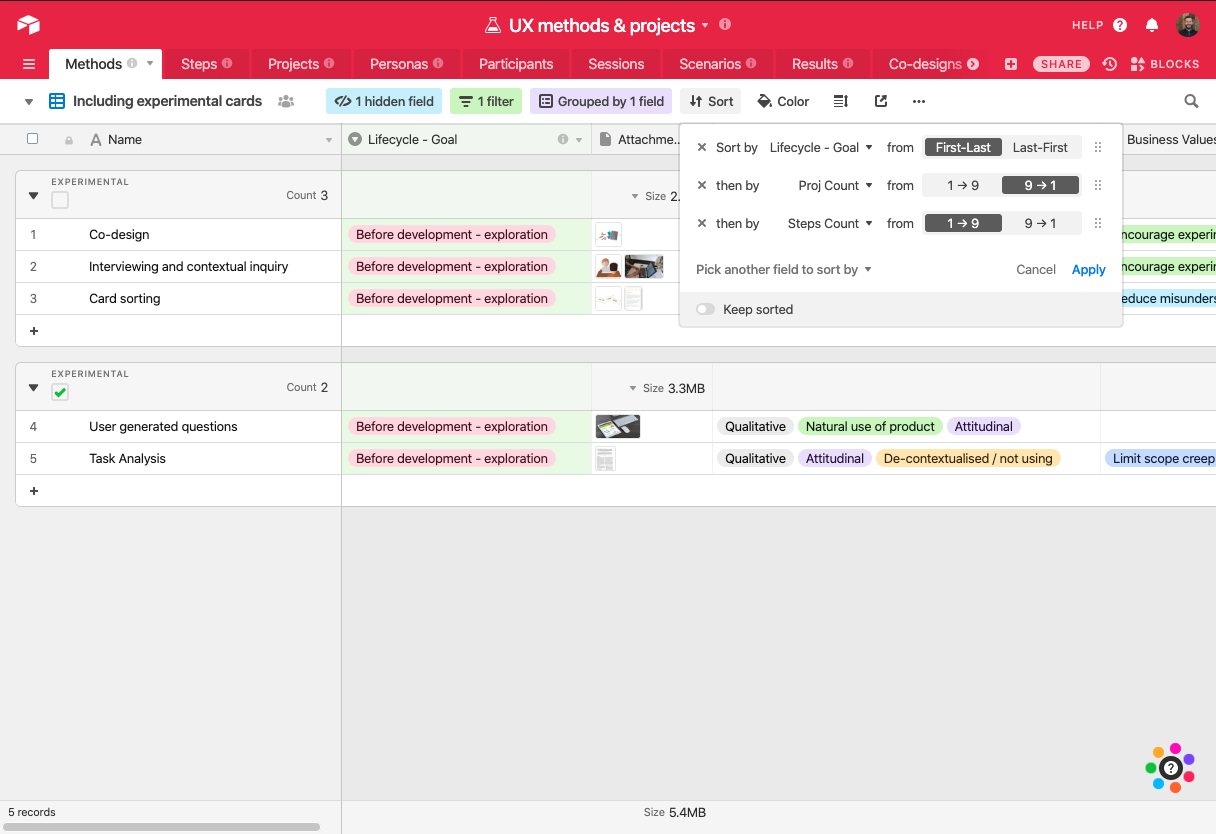 UX methods & projects
HELP
Methods
Steps
Projects
Personas
Participants
Sessions
Scenarios
Results
Co-designs
SHARE
BLOCKS
Including experimental cards
1 hidden field
1 filter
Grouped by 1 field
Sort
Color
Name
Lifecycle - Goal
Attachme...
Business Values
Sort by Lifecycle - Goal from First-Last Last-First
then by Proj Count from 1 → 9 9 → 1
then by Steps Count from 1 → 9 9 → 1
Pick another field to sort by
Cancel
Apply
Keep sorted
EXPERIMENTAL
Count 3
Size 2.
1 Co-design Before development - exploration ncourage experin
2 Interviewing and contextual inquiry Before development - exploration ncourage experin
3 Card sorting Before development - exploration educe misunders
+
EXPERIMENTAL
Count 2
Size 3.3MB
4 User generated questions Before development - exploration Qualitative Natural use of product Attitudinal
5 Task Analysis Before development - exploration Qualitative Attitudinal De-contextualised / not using Limit scope creep
+
5 records
Size 5.4MB